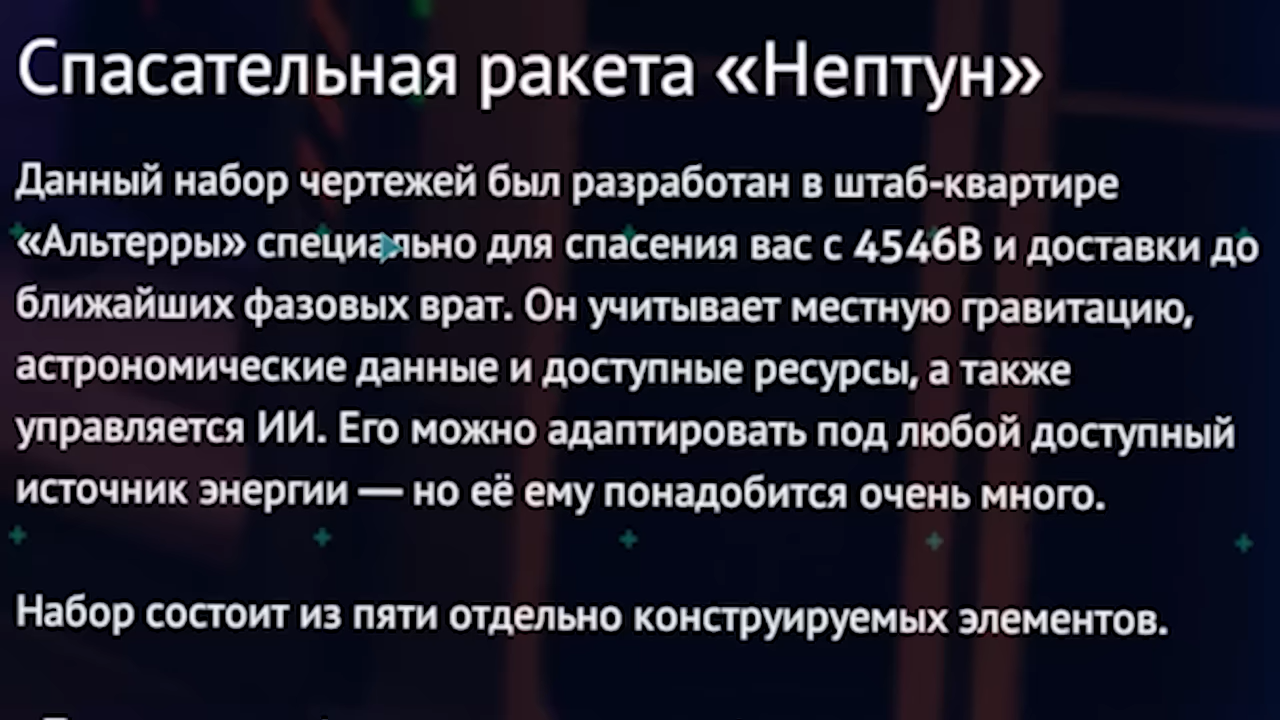 Спасательная ракета «Нептун»
Данный набор чертежей был разработан в штаб-квартире
«Альтерры» специально для спасения вас с 4546B и доставки до
ближайших фазовых врат. Он учитывает местную гравитацию,
астрономические данные и доступные ресурсы, а также
управляется ИИ. Его можно адаптировать под любой доступный
источник энергии — но её ему понадобится очень много.
Набор состоит из пяти отдельно конструируемых элементов.